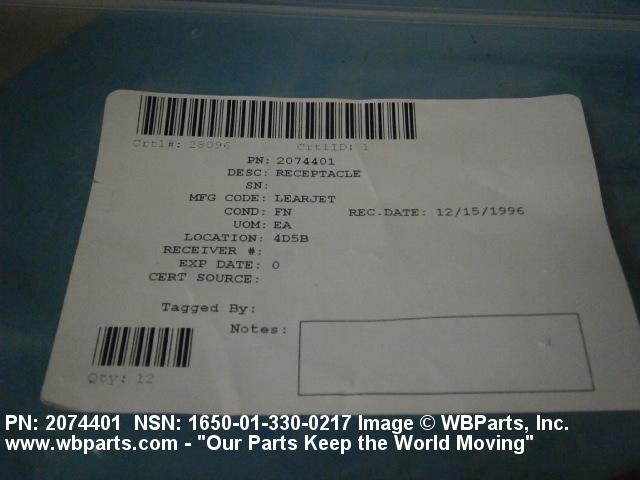 Crtl#: 28096 CrtlID: 1
PN: 2074401
DESC: RECEPTACLE
SN:
MFG CODE: LEARJET
COND: FN REC.DATE: 12/15/1996
UOM: EA
LOCATION: 4D5B
RECEIVER #:
EXP DATE: 0
CERT SOURCE:
Tagged By:
Notes:
Qty: 12
PN: 2074401 NSN: 1650-01-330-0217 Image © WBParts, Inc.
www.wbparts.com - "Our Parts Keep the World Moving"